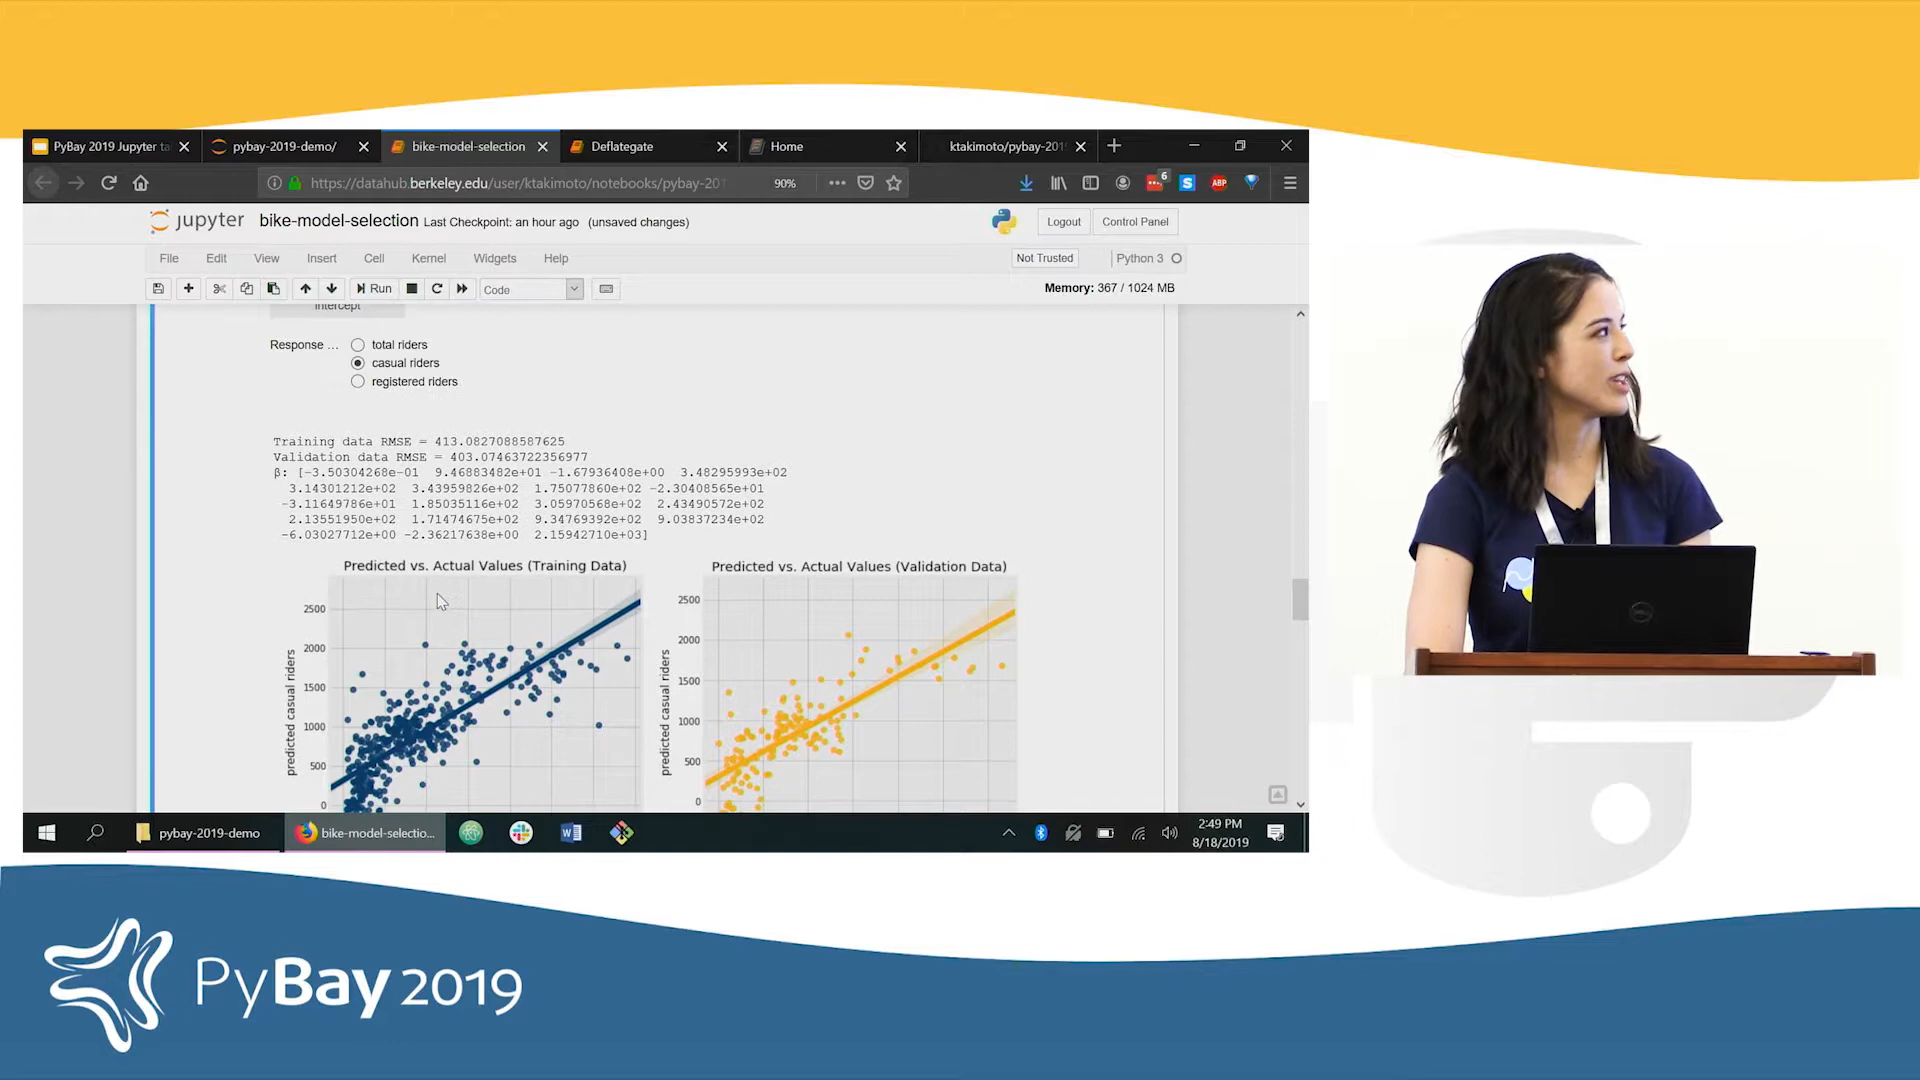 PyBay 2019 Jupyter ta
pybay-2019-demo/
bike-model-selection
Deflategate
Home
ktakimoto/pybay-201
https://datahub.berkeley.edu/user/ktakimoto/notebooks/pybay-201
90%
6
S
ABP
jupyter
bike-model-selection Last Checkpoint: an hour ago (unsaved changes)
Logout
Control Panel
File Edit View Insert Cell Kernel Widgets Help
Not Trusted
Python 3
Run
Code
Memory: 367 / 1024 MB
intercept
Response ...
total riders
casual riders
registered riders
Training data RMSE = 413.0827088587625
Validation data RMSE = 403.07463722356977
β: [-3.50304268e-01 9.46883482e+01 -1.67936408e+00 3.48295993e+02
3.14301212e+02 3.43959826e+02 1.75077860e+02 -2.30408565e+01
-3.11649786e+01 1.85035116e+02 3.05970568e+02 2.43490572e+02
2.13551950e+02 1.71474675e+02 9.34769392e+02 9.03837234e+02
-6.03027712e+00 -2.36217638e+00 2.15942710e+03]
Predicted vs. Actual Values (Training Data)
2500
2000
1500
1000
500
0
predicted casual riders
Predicted vs. Actual Values (Validation Data)
2500
2000
1500
1000
500
0
predicted casual riders
pybay-2019-demo
bike-model-selectio...
2:49 PM
8/18/2019
PyBay 2019